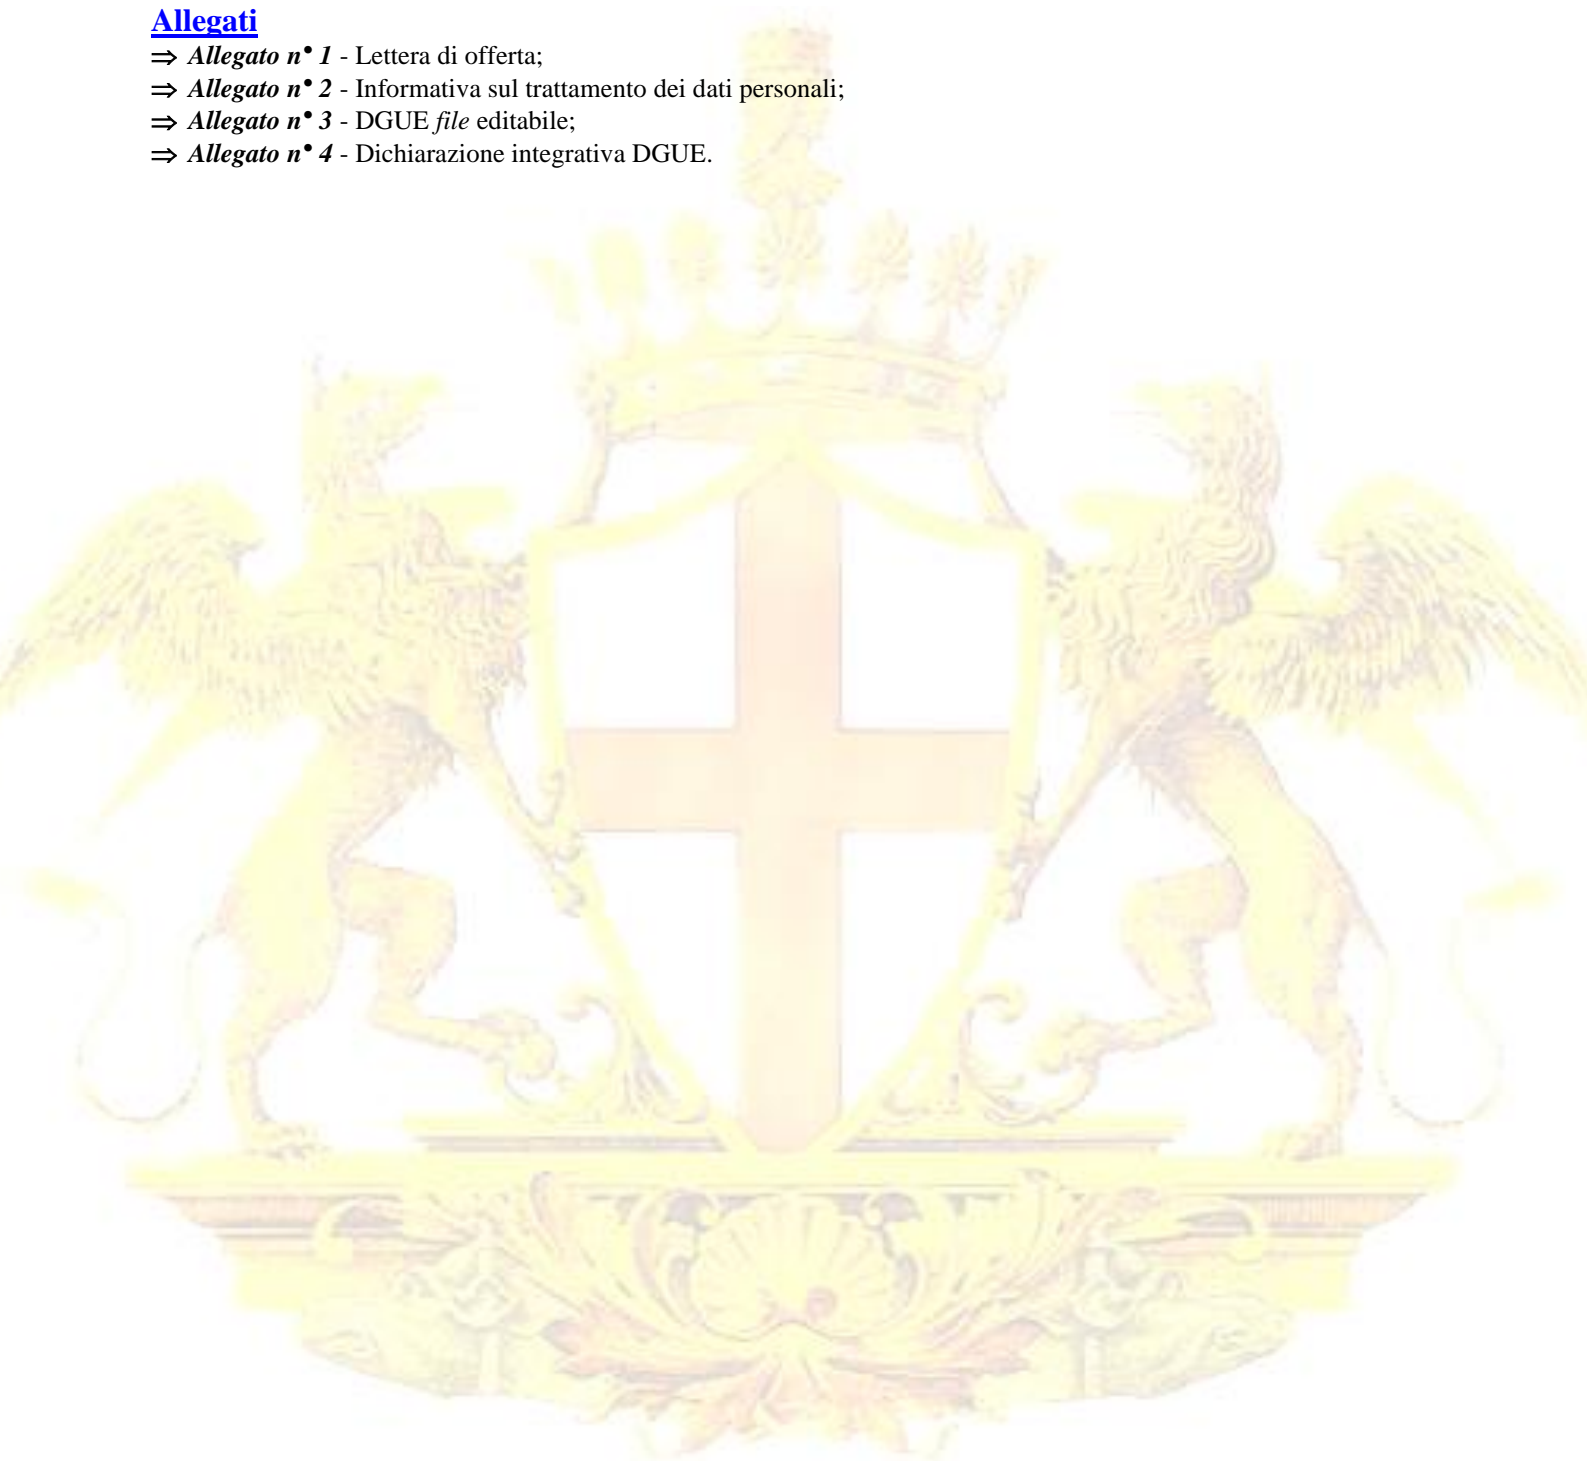 Allegati
⇒ Allegato n° 1 - Lettera di offerta;
⇒ Allegato n° 2 - Informativa sul trattamento dei dati personali;
⇒ Allegato n° 3 - DGUE file editabile;
⇒ Allegato n° 4 - Dichiarazione integrativa DGUE.